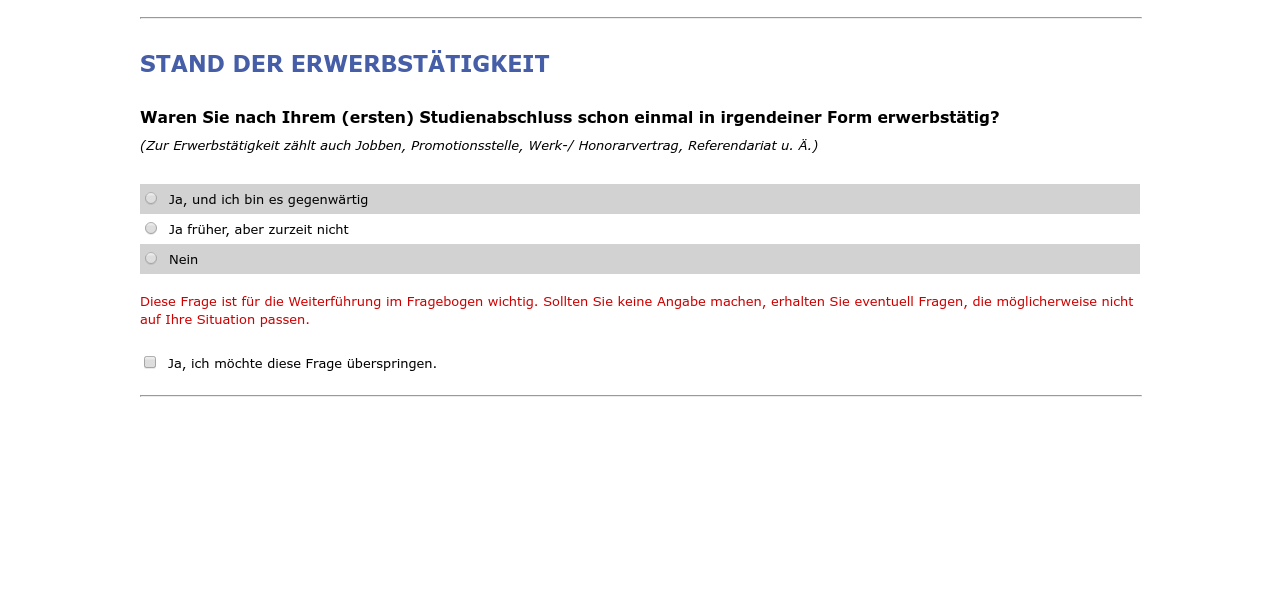 STAND DER ERWERBSTÄTIGKEIT
Waren Sie nach Ihrem (ersten) Studienabschluss schon einmal in irgendeiner Form erwerbstätig?
(Zur Erwerbstätigkeit zählt auch Jobben, Promotionsstelle, Werk-/ Honorarvertrag, Referendariat u. Ä.)
Ja, und ich bin es gegenwärtig
Ja früher, aber zurzeit nicht
Nein
Diese Frage ist für die Weiterführung im Fragebogen wichtig. Sollten Sie keine Angabe machen, erhalten Sie eventuell Fragen, die möglicherweise nicht
auf Ihre Situation passen.
Ja, ich möchte diese Frage überspringen.